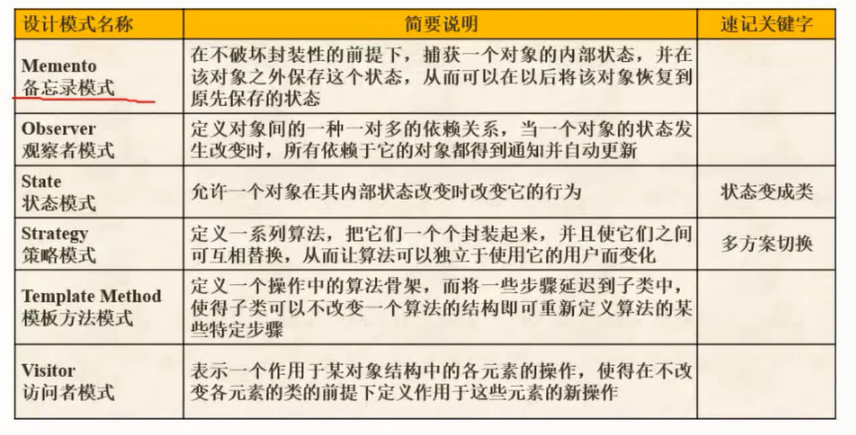 设计模式名称
简要说明
速记关键字
Memento
备忘录模式
在不破坏封装性的前提下，捕获一个对象的内部状态，并在
该对象之外保存这个状态，从而可以在以后将该对象恢复到
原先保存的状态
Observer
观察者模式
定义对象间的一种一对多的依赖关系，当一个对象的状态发
生改变时，所有依赖于它的对象都得到通知并自动更新
State
状态模式
允许一个对象在其内部状态改变时改变它的行为
状态变成类
Strategy
策略模式
定义一系列算法，把它们一个个封装起来，并且使它们之间
可互相替换，从而让算法可以独立于使用它的用户而变化
多方案切换
Template Method
模板方法模式
定义一个操作中的算法骨架，而将一些步骤延迟到子类中，
使得子类可以不改变一个算法的结构即可重新定义算法的某
些特定步骤
Visitor
访问者模式
表示一个作用于某对象结构中的各元素的操作，使得在不改
变各元素的类的前提下定义作用于这些元素的新操作